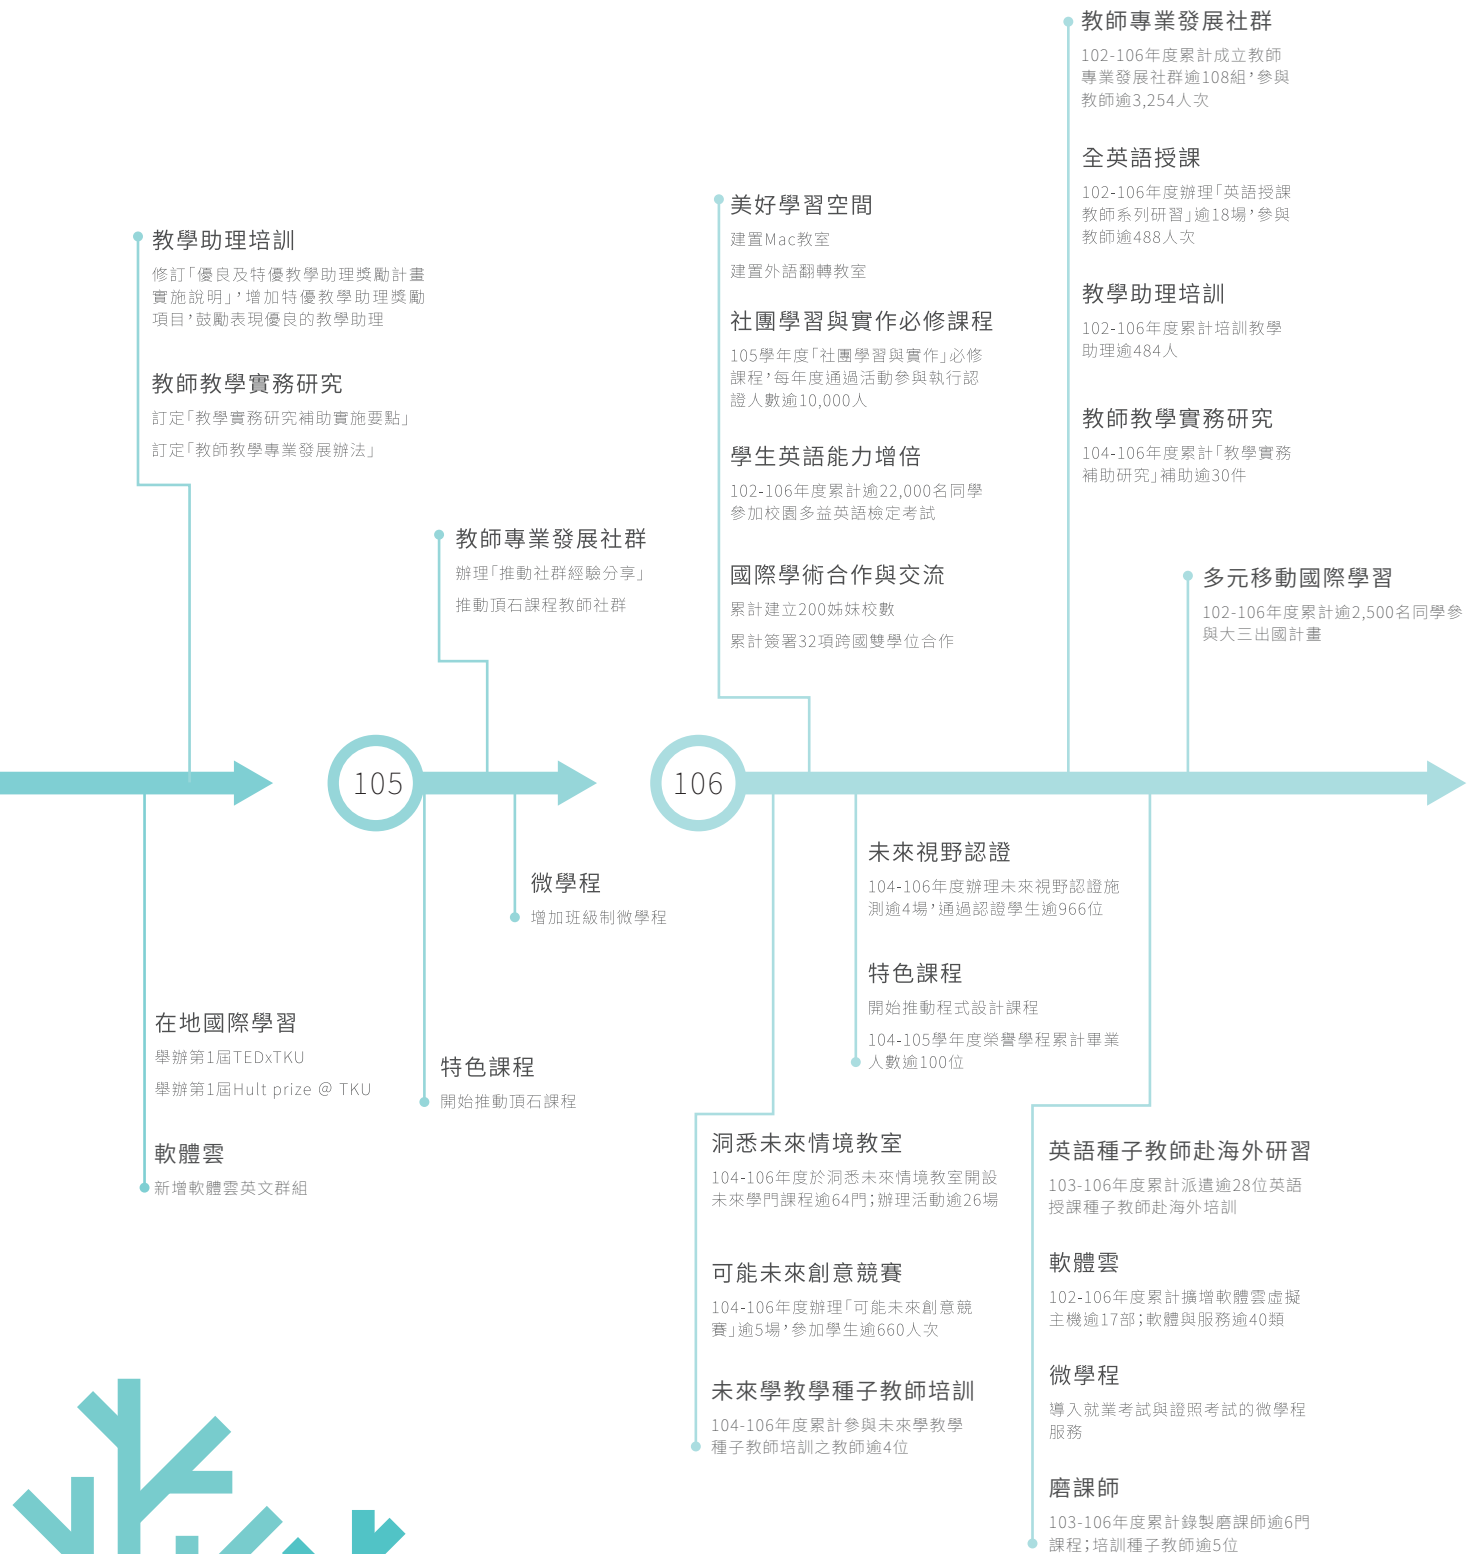 教學助理培訓
修訂「優良及特優教學助理獎勵計畫
實施說明」，增加特優教學助理獎勵
項目，鼓勵表現優良的教學助理
教師教學實務研究
訂定「教學實務研究補助實施要點」
訂定「教師教學專業發展辦法」
在地國際學習
舉辦第1屆TEDxTKU
舉辦第1屆Hult prize @ TKU
軟體雲
新增軟體雲英文群組
105
教師專業發展社群
辦理「推動社群經驗分享」
推動頂石課程教師社群
微學程
增加班級制微學程
特色課程
開始推動頂石課程
106
美好學習空間
建置Mac教室
建置外語翻轉教室
社團學習與實作必修課程
105學年度「社團學習與實作」必修
課程，每年度通過活動參與執行認
證人數逾10,000人
學生英語能力增倍
102-106年度累計逾22,000名同學
參加校園多益英語檢定考試
國際學術合作與交流
累計建立200姊妹校數
累計簽署32項跨國雙學位合作
教師專業發展社群
102-106年度累計成立教師
專業發展社群逾108組，參與
教師逾3,254人次
全英語授課
102-106年度辦理「英語授課
教師系列研習」逾18場，參與
教師逾488人次
教學助理培訓
102-106年度累計培訓教學
助理逾484人
教師教學實務研究
104-106年度累計「教學實務
補助研究」補助逾30件
多元移動國際學習
102-106年度累計逾2,500名同學參
與大三出國計畫
未來視野認證
104-106年度辦理未來視野認證施
測逾4場，通過認證學生逾966位
特色課程
開始推動程式設計課程
104-105學年度榮譽學程累計畢業
人數逾100位
洞悉未來情境教室
104-106年度於洞悉未來情境教室開設
未來學門課程逾64門；辦理活動逾26場
可能未來創意競賽
104-106年度辦理「可能未來創意競
賽」逾5場，參加學生逾660人次
未來學教學種子教師培訓
104-106年度累計參與未來學教學
種子教師培訓之教師逾4位
英語種子教師赴海外研習
103-106年度累計派遣逾28位英語
授課種子教師赴海外培訓
軟體雲
102-106年度累計擴增軟體雲虛擬
主機逾17部；軟體與服務逾40類
微學程
導入就業考試與證照考試的微學程
服務
磨課師
103-106年度累計錄製磨課師逾6門
課程；培訓種子教師逾5位